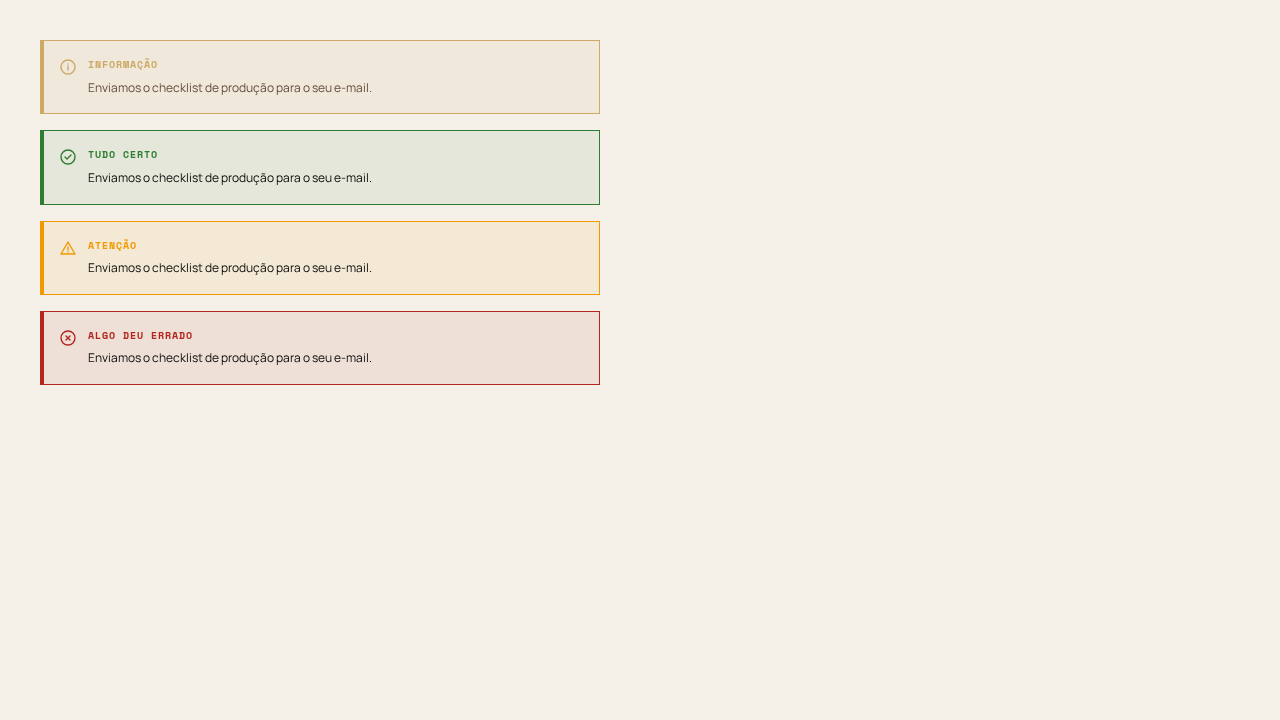 INFORMAÇÃO
Enviamos o checklist de produção para o seu e-mail.
TUDO CERTO
Enviamos o checklist de produção para o seu e-mail.
ATENÇÃO
Enviamos o checklist de produção para o seu e-mail.
ALGO DEU ERRADO
Enviamos o checklist de produção para o seu e-mail.